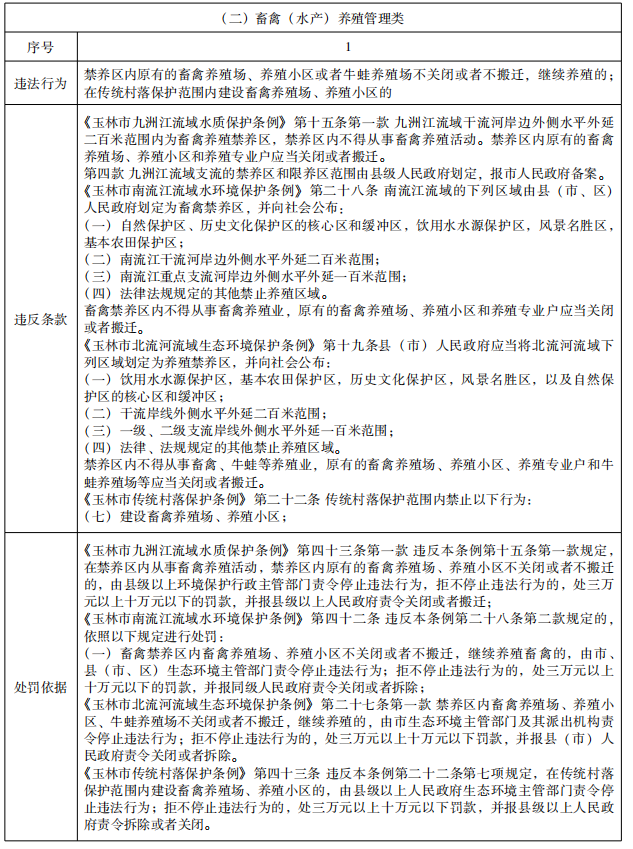 （二）畜禽（水产）养殖管理类
序号
1
违法行为
禁养区内原有的畜禽养殖场、养殖小区或者牛蛙养殖场不关闭或者不搬迁，继续养殖的；
在传统村落保护范围内建设畜禽养殖场、养殖小区的
违反条款
《玉林市九洲江流域水质保护条例》第十五条第一款 九洲江流域干流河岸边外侧水平外延
二百米范围内为畜禽养殖禁养区，禁养区内不得从事畜禽养殖活动。禁养区内原有的畜禽
养殖场、养殖小区和养殖专业户应当关闭或者搬迁。
第四款 九洲江流域支流的禁养区和限养区范围由县级人民政府划定，报市人民政府备案。
《玉林市南流江流域水环境保护条例》第二十八条 南流江流域的下列区域由县（市、区）
人民政府划定为畜禽禁养区，并向社会公布：
（一）自然保护区、历史文化保护区的核心区和缓冲区，饮用水水源保护区，风景名胜区，
基本农田保护区；
（二）南流江干流河岸边外侧水平外延二百米范围；
（三）南流江重点支流河岸边外侧水平外延一百米范围；
（四）法律法规规定的其他禁止养殖区域。
畜禽禁养区内不得从事畜禽养殖业，原有的畜禽养殖场、养殖小区和养殖专业户应当关闭
或者搬迁。
《玉林市北流河流域生态环境保护条例》第十九条县（市）人民政府应当将北流河流域下
列区域划定为养殖禁养区，并向社会公布：
（一）饮用水水源保护区，基本农田保护区，历史文化保护区，风景名胜区，以及自然保
护区的核心区和缓冲区；
（二）干流岸线外侧水平外延二百米范围；
（三）一级、二级支流岸线外侧水平外延一百米范围；
（四）法律、法规规定的其他禁止养殖区域。
禁养区内不得从事畜禽、牛蛙等养殖业，原有的畜禽养殖场、养殖小区、养殖专业户和牛
蛙养殖场等应当关闭或者搬迁。
《玉林市传统村落保护条例》第二十二条 传统村落保护范围内禁止以下行为：
（七）建设畜禽养殖场、养殖小区；
处罚依据
《玉林市九洲江流域水质保护条例》第四十三条第一款 违反本条例第十五条第一款规定，
在禁养区内从事畜禽养殖活动，禁养区内原有的畜禽养殖场、养殖小区不关闭或者不搬迁
的，由县级以上环境保护行政主管部门责令停止违法行为，拒不停止违法行为的，处三万
元以上十万元以下的罚款，并报县级以上人民政府责令关闭或者搬迁；
《玉林市南流江流域水环境保护条例》第四十二条 违反本条例第二十八条第二款规定的，
依照以下规定进行处罚：
（一）畜禽禁养区内畜禽养殖场、养殖小区不关闭或者不搬迁，继续养殖畜禽的，由市、
县（市、区）生态环境主管部门责令停止违法行为；拒不停止违法行为的，处三万元以上
十万元以下的罚款，并报同级人民政府责令关闭或者拆除；
《玉林市北流河流域生态环境保护条例》第二十七条第一款 禁养区内畜禽养殖场、养殖小
区、牛蛙养殖场不关闭或者不搬迁，继续养殖的，由市生态环境主管部门及其派出机构责
令停止违法行为；拒不停止违法行为的，处三万元以上十万元以下罚款，并报县（市）人
民政府责令关闭或者拆除。
《玉林市传统村落保护条例》第四十三条 违反本条例第二十二条第七项规定，在传统村落
保护范围内建设畜禽养殖场、养殖小区的，由县级以上人民政府生态环境主管部门责令停
止违法行为；拒不停止违法行为的，处三万元以上十万元以下罚款，并报县级以上人民政
府责令拆除或者关闭。